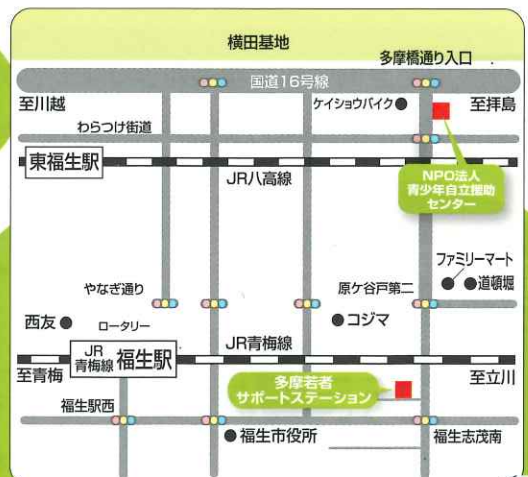 横田基地
多摩橋通り入口
国道16号線
至川越
ケイショウバイク
至拝島
わらつけ街道
東福生駅
JR八高線
NPO法人
青少年自立援助
センター
ファミリーマート
道頓堀
やなぎ通り
原ケ谷戸第二
西友
ロータリー
コジマ
JR青梅線
JR
青梅線
福生駅
至青梅
至立川
多摩若者
サポートステーション
福生駅西
福生市役所
福生志茂南